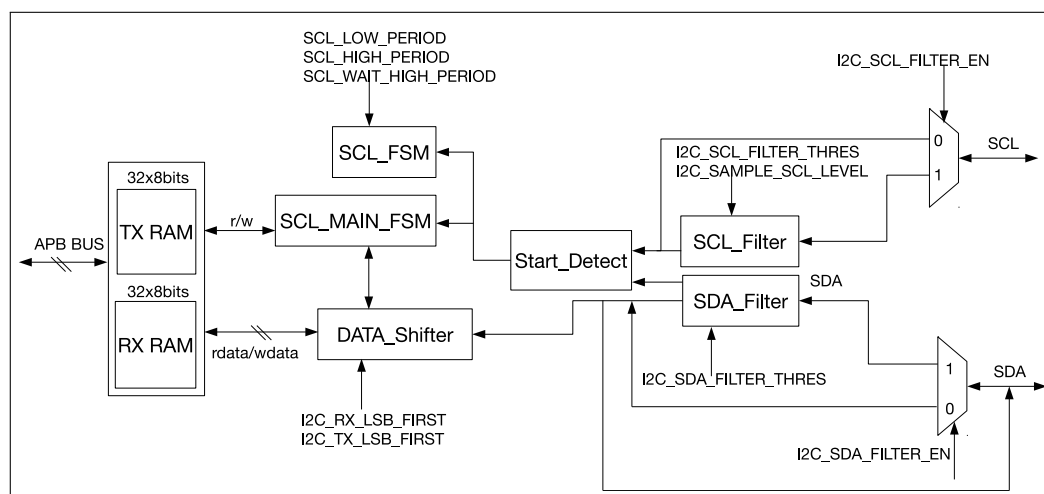 SCL_LOW_PERIOD
SCL_HIGH_PERIOD
SCL_WAIT_HIGH_PERIOD
I2C_SCL_FILTER_EN
SCL_FSM
0
1
SCL
I2C_SCL_FILTER_THRES
I2C_SAMPLE_SCL_LEVEL
32x8bits
TX RAM
r/w
SCL_MAIN_FSM
SCL_Filter
APB BUS
Start_Detect
SDA
32x8bits
RX RAM
rdata/wdata
DATA_Shifter
SDA_Filter
I2C_SDA_FILTER_THRES
1
0
SDA
I2C_RX_LSB_FIRST
I2C_TX_LSB_FIRST
I2C_SDA_FILTER_EN